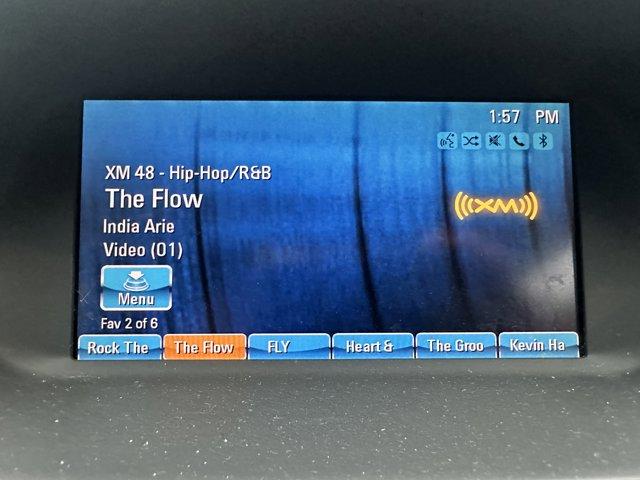 1:57 PM
XM 48 - Hip-Hop/R&B
The Flow
((XM))
India Arie
Video (01)
Menu
Fav 2 of 6
Rock The
The Flow
FLY
Heart &
The Groo
Kevin Ha